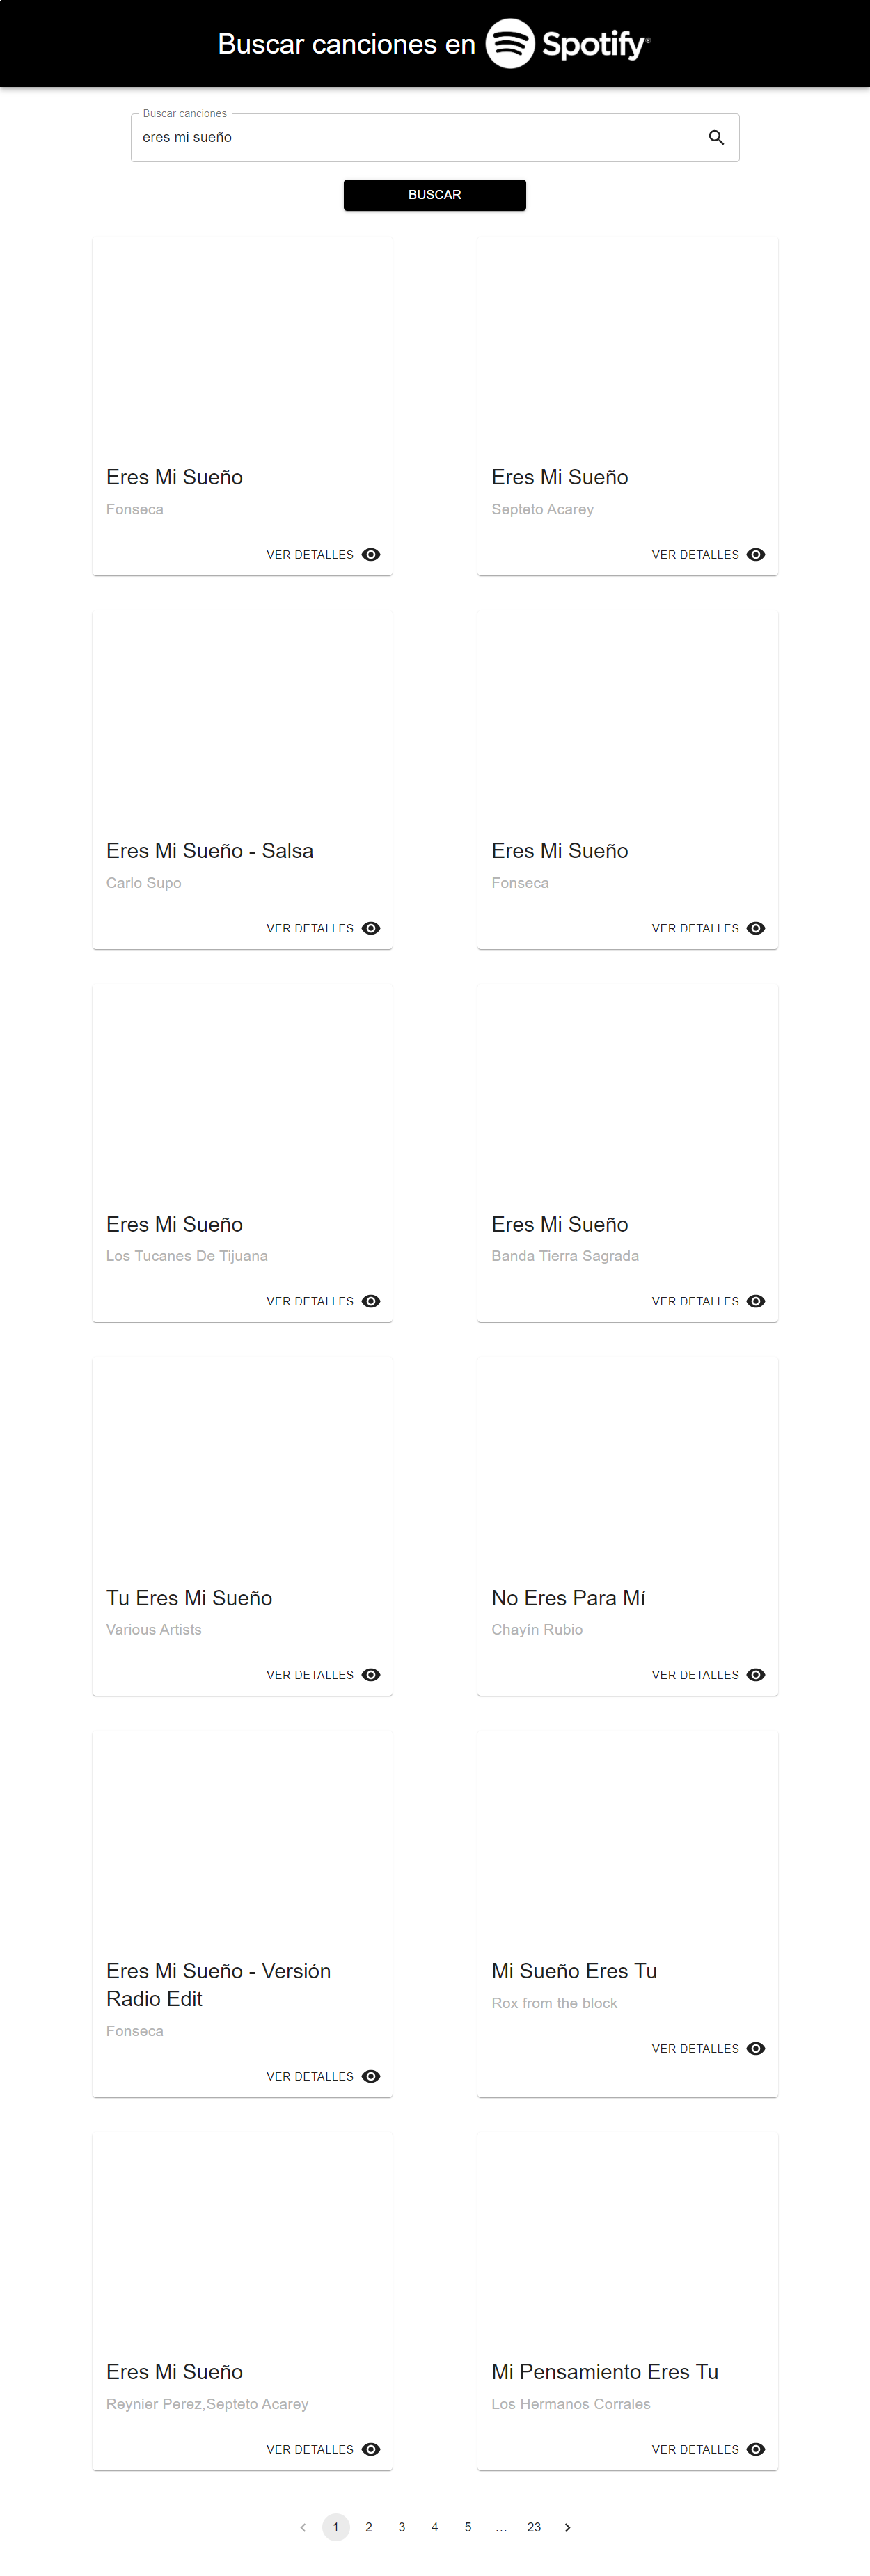 Buscar canciones en Spotify®
Buscar canciones
eres mi sueño
BUSCAR
Eres Mi Sueño
Fonseca
VER DETALLES
Eres Mi Sueño
Septeto Acarey
VER DETALLES
Eres Mi Sueño - Salsa
Carlo Supo
VER DETALLES
Eres Mi Sueño
Fonseca
VER DETALLES
Eres Mi Sueño
Los Tucanes De Tijuana
VER DETALLES
Eres Mi Sueño
Banda Tierra Sagrada
VER DETALLES
Tu Eres Mi Sueño
Various Artists
VER DETALLES
No Eres Para Mí
Chayín Rubio
VER DETALLES
Eres Mi Sueño - Versión
Radio Edit
Fonseca
VER DETALLES
Mi Sueño Eres Tu
Rox from the block
VER DETALLES
Eres Mi Sueño
Reynier Perez,Septeto Acarey
VER DETALLES
Mi Pensamiento Eres Tu
Los Hermanos Corrales
VER DETALLES
1 2 3 4 5 … 23